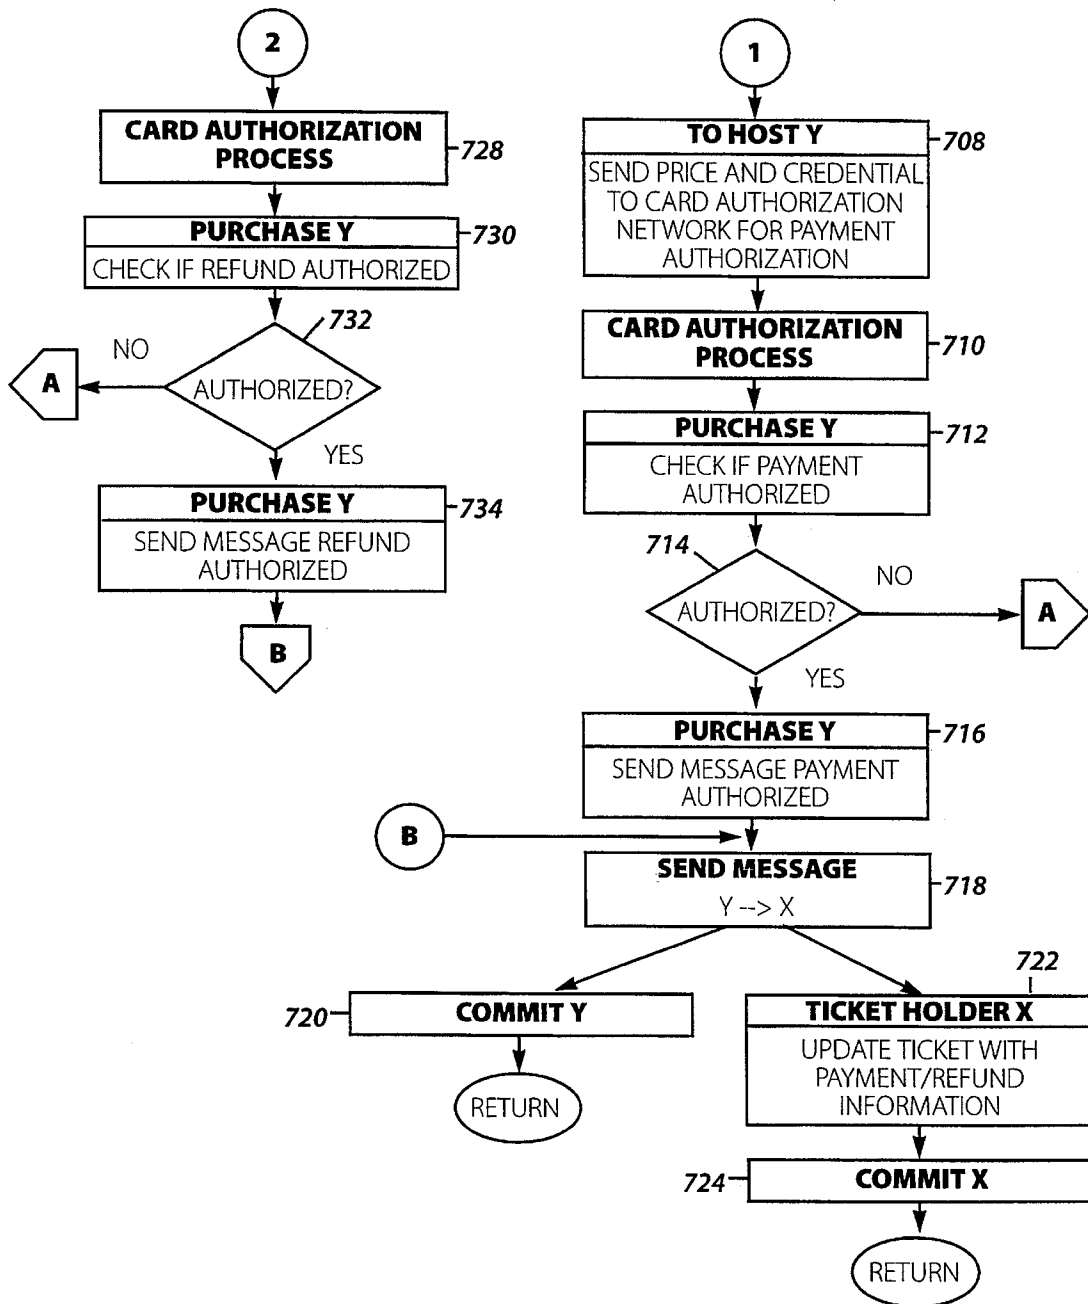 2
CARD AUTHORIZATION
PROCESS
728
PURCHASE Y
730
CHECK IF REFUND AUTHORIZED
732
NO
A
AUTHORIZED?
YES
PURCHASE Y
734
SEND MESSAGE REFUND
AUTHORIZED
B
1
TO HOST Y
708
SEND PRICE AND CREDENTIAL
TO CARD AUTHORIZATION
NETWORK FOR PAYMENT
AUTHORIZATION
CARD AUTHORIZATION
PROCESS
710
PURCHASE Y
712
CHECK IF PAYMENT
AUTHORIZED
714
NO
AUTHORIZED?
A
YES
PURCHASE Y
716
SEND MESSAGE PAYMENT
AUTHORIZED
B
SEND MESSAGE
718
Y --> X
720
COMMIT Y
RETURN
722
TICKET HOLDER X
UPDATE TICKET WITH
PAYMENT/REFUND
INFORMATION
724
COMMIT X
RETURN